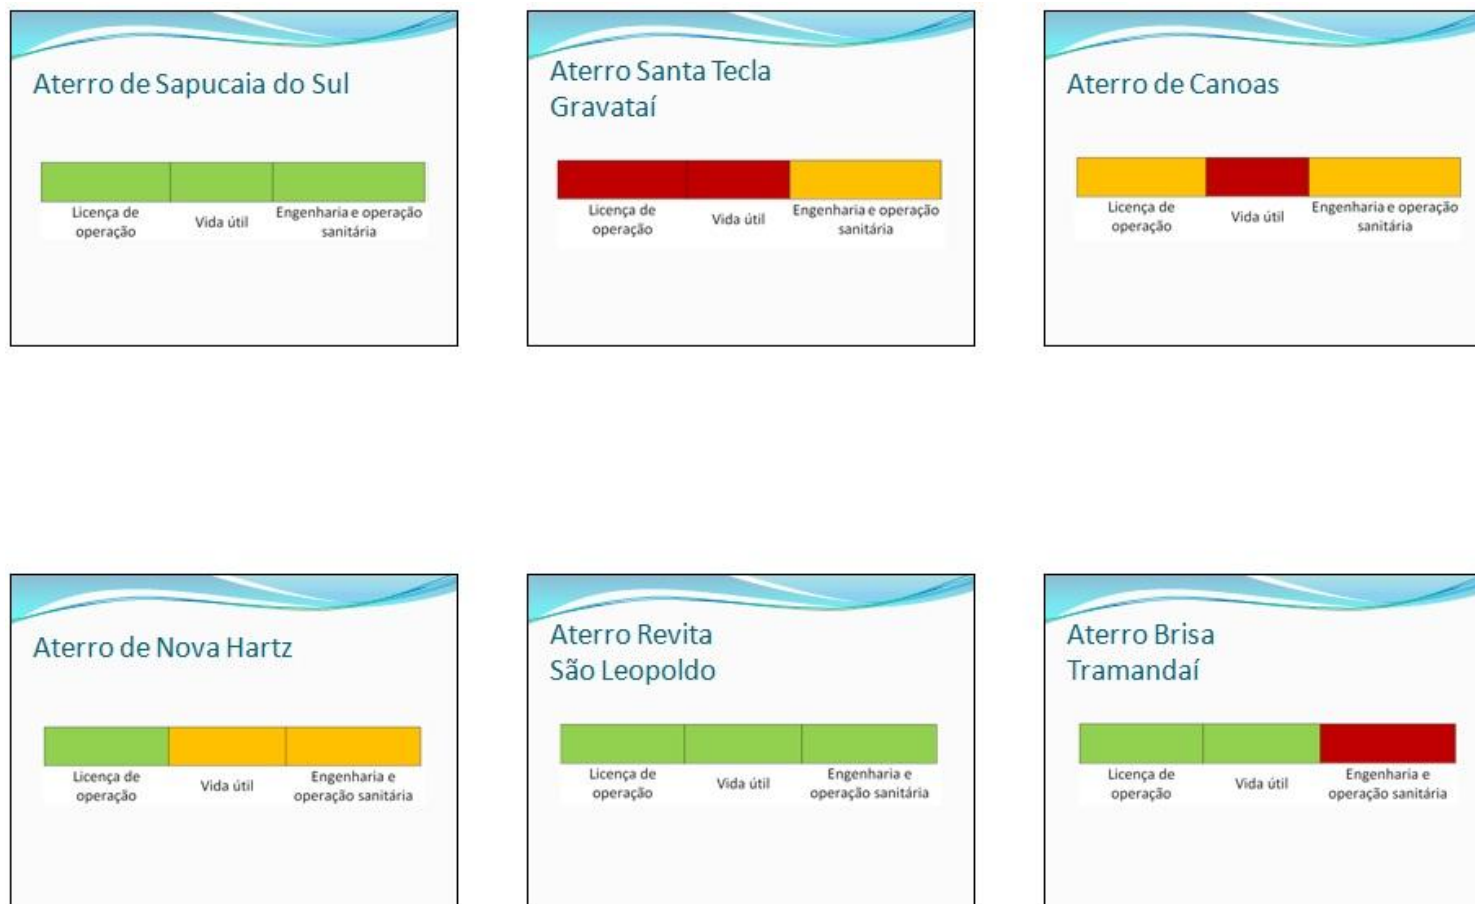 Aterro de Sapucaia do Sul
Licença de
operação
Vida útil
Engenharia e operação
sanitária
Aterro Santa Tecla
Gravataí
Licença de
operação
Vida útil
Engenharia e operação
sanitária
Aterro de Canoas
Licença de
operação
Vida útil
Engenharia e operação
sanitária
Aterro de Nova Hartz
Licença de
operação
Vida útil
Engenharia e
operação sanitária
Aterro Revita
São Leopoldo
Licença de
operação
Vida útil
Engenharia e
operação sanitária
Aterro Brisa
Tramandaí
Licença de
operação
Vida útil
Engenharia e
operação sanitária